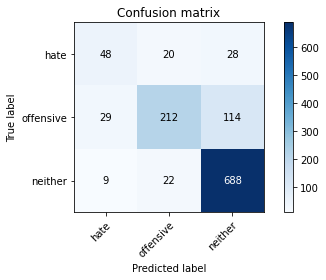 Confusion matrix
True label
hate
48 20 28
offensive
29 212 114
neither
9 22 688
hate offensive neither
Predicted label
600
500
400
300
200
100